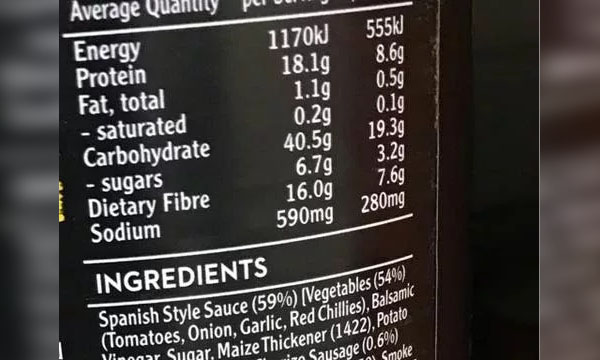 Average Quantity per
Energy 1170kJ 555kJ
Protein 18.1g 8.6g
Fat, total 1.1g 0.5g
- saturated 0.2g 0.1g
Carbohydrate 40.5g 19.3g
- sugars 6.7g 3.2g
Dietary Fibre 16.0g 7.6g
Sodium 590mg 280mg
INGREDIENTS
Spanish Style Sauce (59%) [Vegetables (54%)
(Tomatoes, Onion, Garlic, Red Chillies), Balsamic
Vinegar, Sugar, Maize Thickener (1422), Potato
Sausage (0.6%)
Smoke